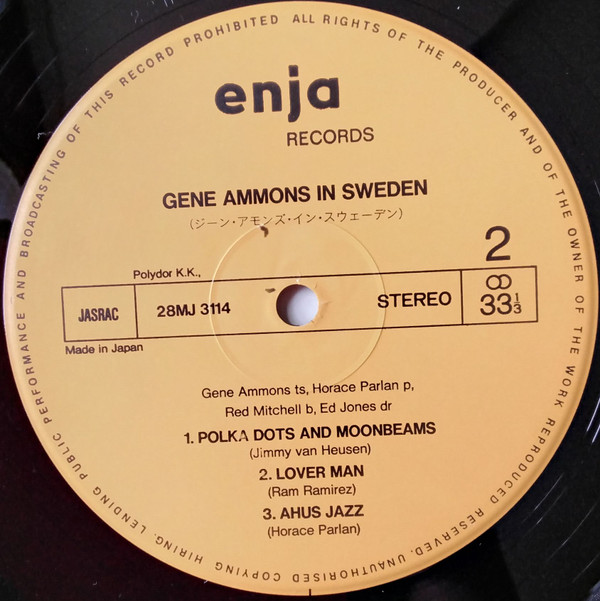 ALL RIGHTS OF THE PRODUCER AND OF THE OWNER OF THE WORK REPRODUCED RESERVED. UNAUTHORISED COPYING HIRING, LENDING, PUBLIC PERFORMANCE AND BROADCASTING OF THIS RECORD PROHIBITED
enja
RECORDS
GENE AMMONS IN SWEDEN
(ジーン・アモンズ・イン・スウェーデン)
2
Polydor K.K.,
JASRAC
28MJ 3114
STEREO
33⅓
Made in Japan
Gene Ammons ts, Horace Parlan p,
Red Mitchell b, Ed Jones dr
1. POLKA DOTS AND MOONBEAMS
(Jimmy van Heusen)
2. LOVER MAN
(Ram Ramirez)
3. AHUS JAZZ
(Horace Parlan)